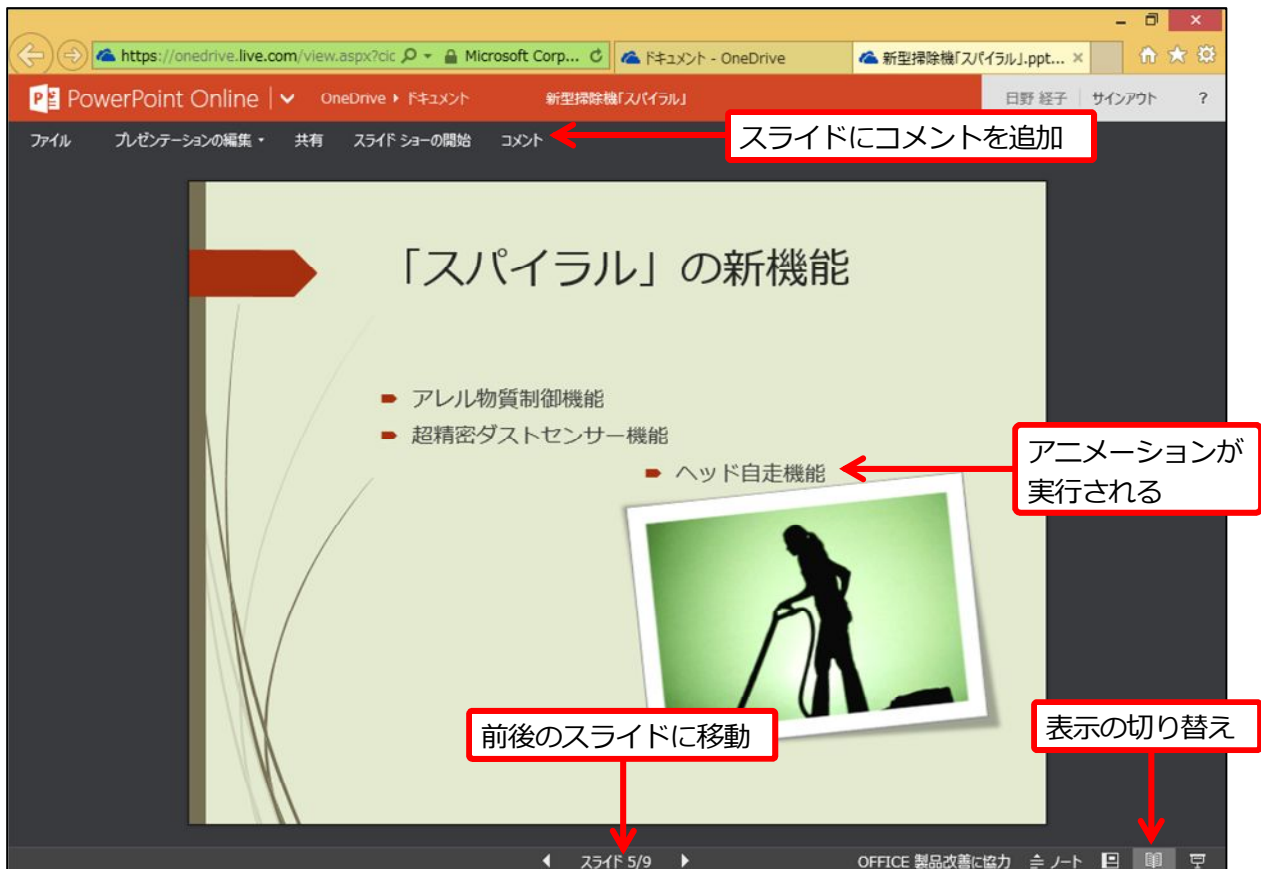 https://onedrive.live.com/view.aspx?cic
Microsoft Corp...
ドキュメント - OneDrive
新型掃除機「スパイラル」.ppt...
PowerPoint Online
OneDrive
ドキュメント
新型掃除機「スパイラル」
日野 経子
サインアウト
?
ファイル
プレゼンテーションの編集
共有
スライド ショーの開始
コメント
スライドにコメントを追加
「スパイラル」の新機能
アレル物質制御機能
超精密ダストセンサー機能
ヘッド自走機能
アニメーションが
実行される
前後のスライドに移動
表示の切り替え
スライド 5/9
OFFICE 製品改善に協力
ノート